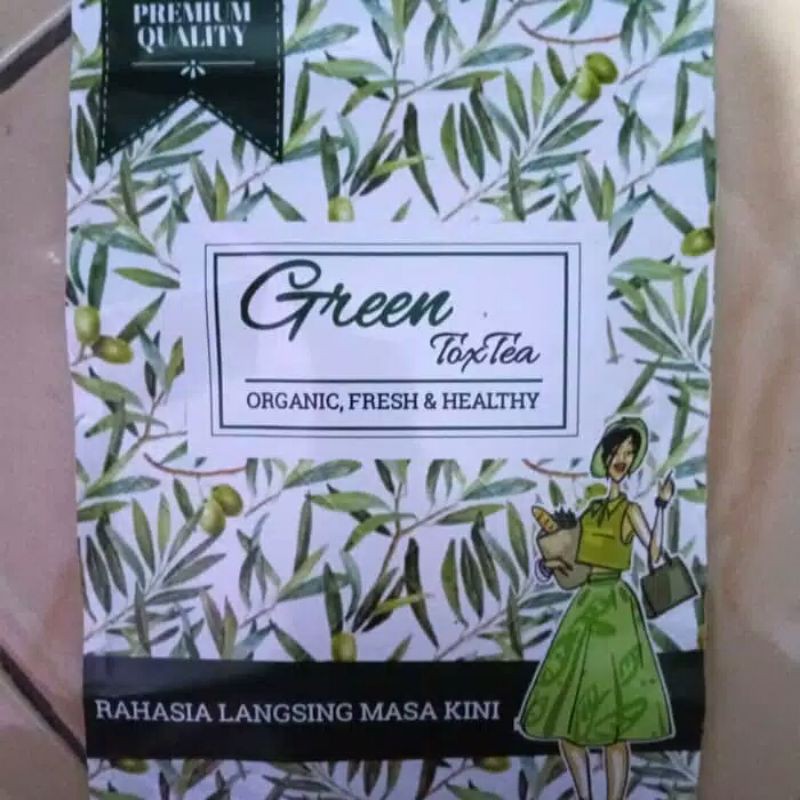 PREMIUM
QUALITY
Green
ToxTea
ORGANIC, FRESH & HEALTHY
RAHASIA LANGSING MASA KINI